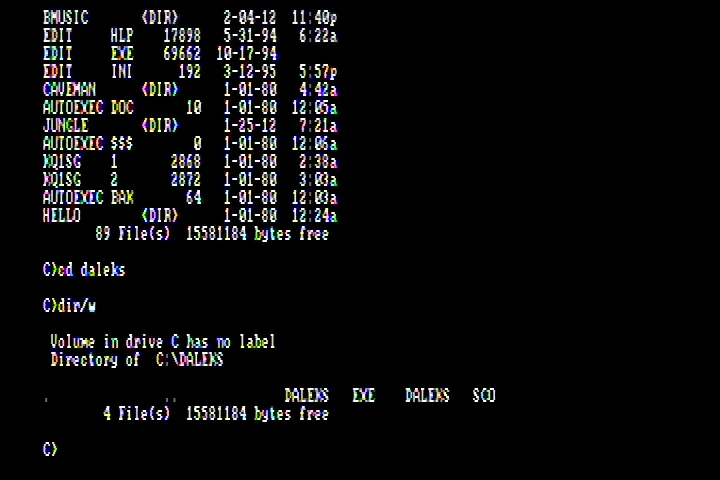 BMUSIC       <DIR>      2-04-12  11:40p
EDIT     HLP    17898   5-31-94   6:22a
EDIT     EXE    69662  10-17-94
EDIT     INI      192   3-12-95   5:57p
CAVEMAN      <DIR>      1-01-80   4:42a
AUTOEXEC DOC       10   1-01-80  12:05a
JUNGLE       <DIR>      1-25-12   7:21a
AUTOEXEC $$$        0   1-01-80  12:06a
KQ1SG    1       2868   1-01-80   2:38a
KQ1SG    2       2872   1-01-80   3:03a
AUTOEXEC BAK       64   1-01-80  12:03a
HELLO        <DIR>      1-01-80  12:24a
89 File(s)  15581184 bytes free
C>cd daleks
C>dir/w
Volume in drive C has no label
Directory of  C:\DALEKS
.            ..           DALEKS   EXE    DALEKS   SCO
4 File(s)  15581184 bytes free
C>